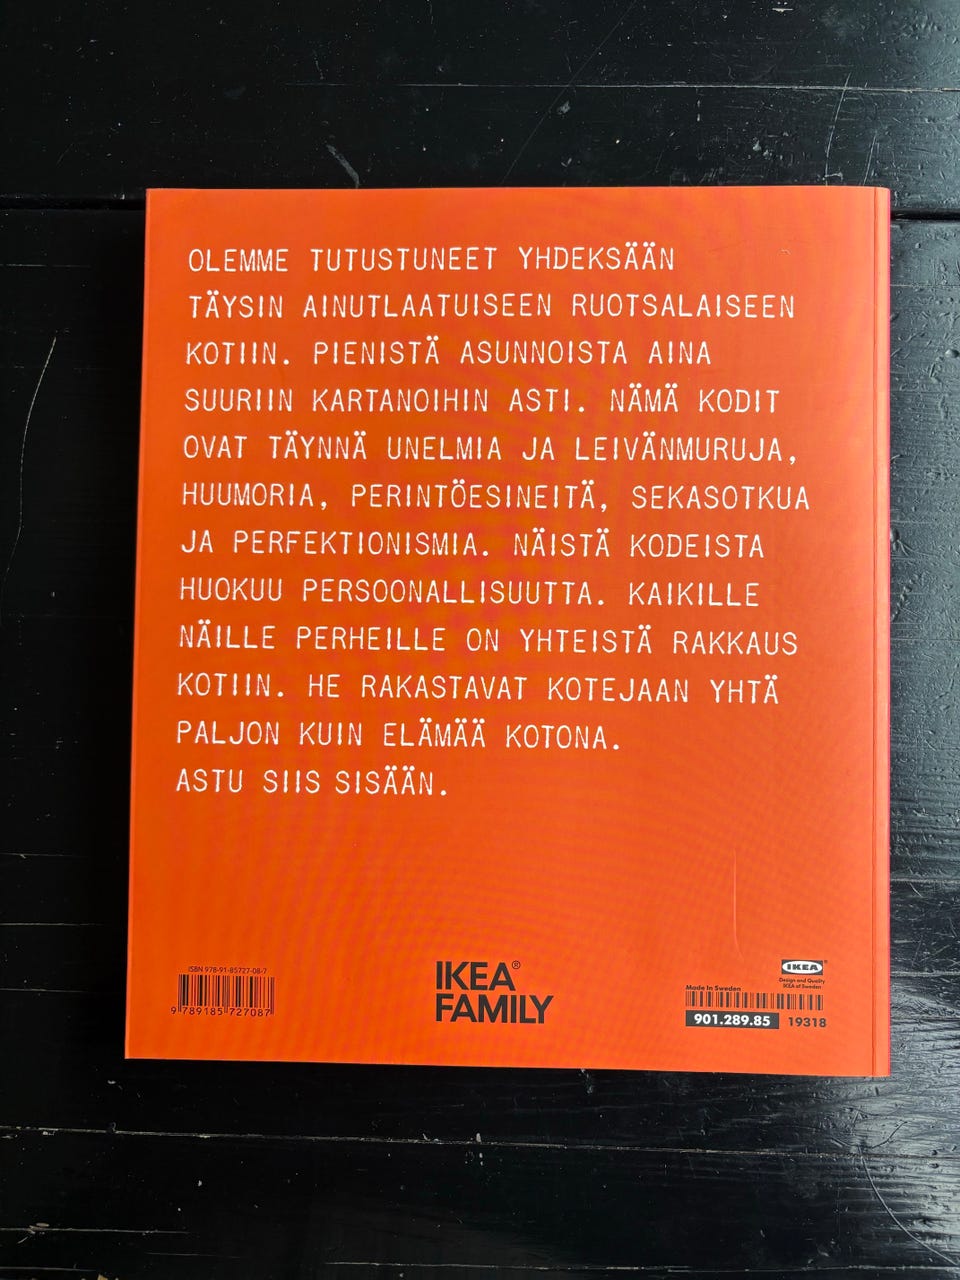 OLEMME TUTUSTUNEET YHDEKSÄÄN
TÄYSIN AINUTLAATUISEEN RUOTSALAISEEN
KOTIIN. PIENISTÄ ASUNNOISTA AINA
SUURIIN KARTANOIHIN ASTI. NÄMÄ KODIT
OVAT TÄYNNÄ UNELMIA JA LEIVÄNMURUJA,
HUUMORIA, PERINTÖESINEITÄ, SEKASOTKUA
JA PERFEKTIONISMIA. NÄISTÄ KODEISTA
HUOKUU PERSOONALLISUUTTA. KAIKILLE
NÄILLE PERHEILLE ON YHTEISTÄ RAKKAUS
KOTIIN. HE RAKASTAVAT KOTEJAAN YHTÄ
PALJON KUIN ELÄMÄÄ KOTONA.
ASTU SIIS SISÄÄN.
ISBN 978-91-85727-08-7
9 789185 727087
IKEA®
FAMILY
IKEA®
Design and Quality
IKEA of Sweden
Made in Sweden
901.289.85 19318